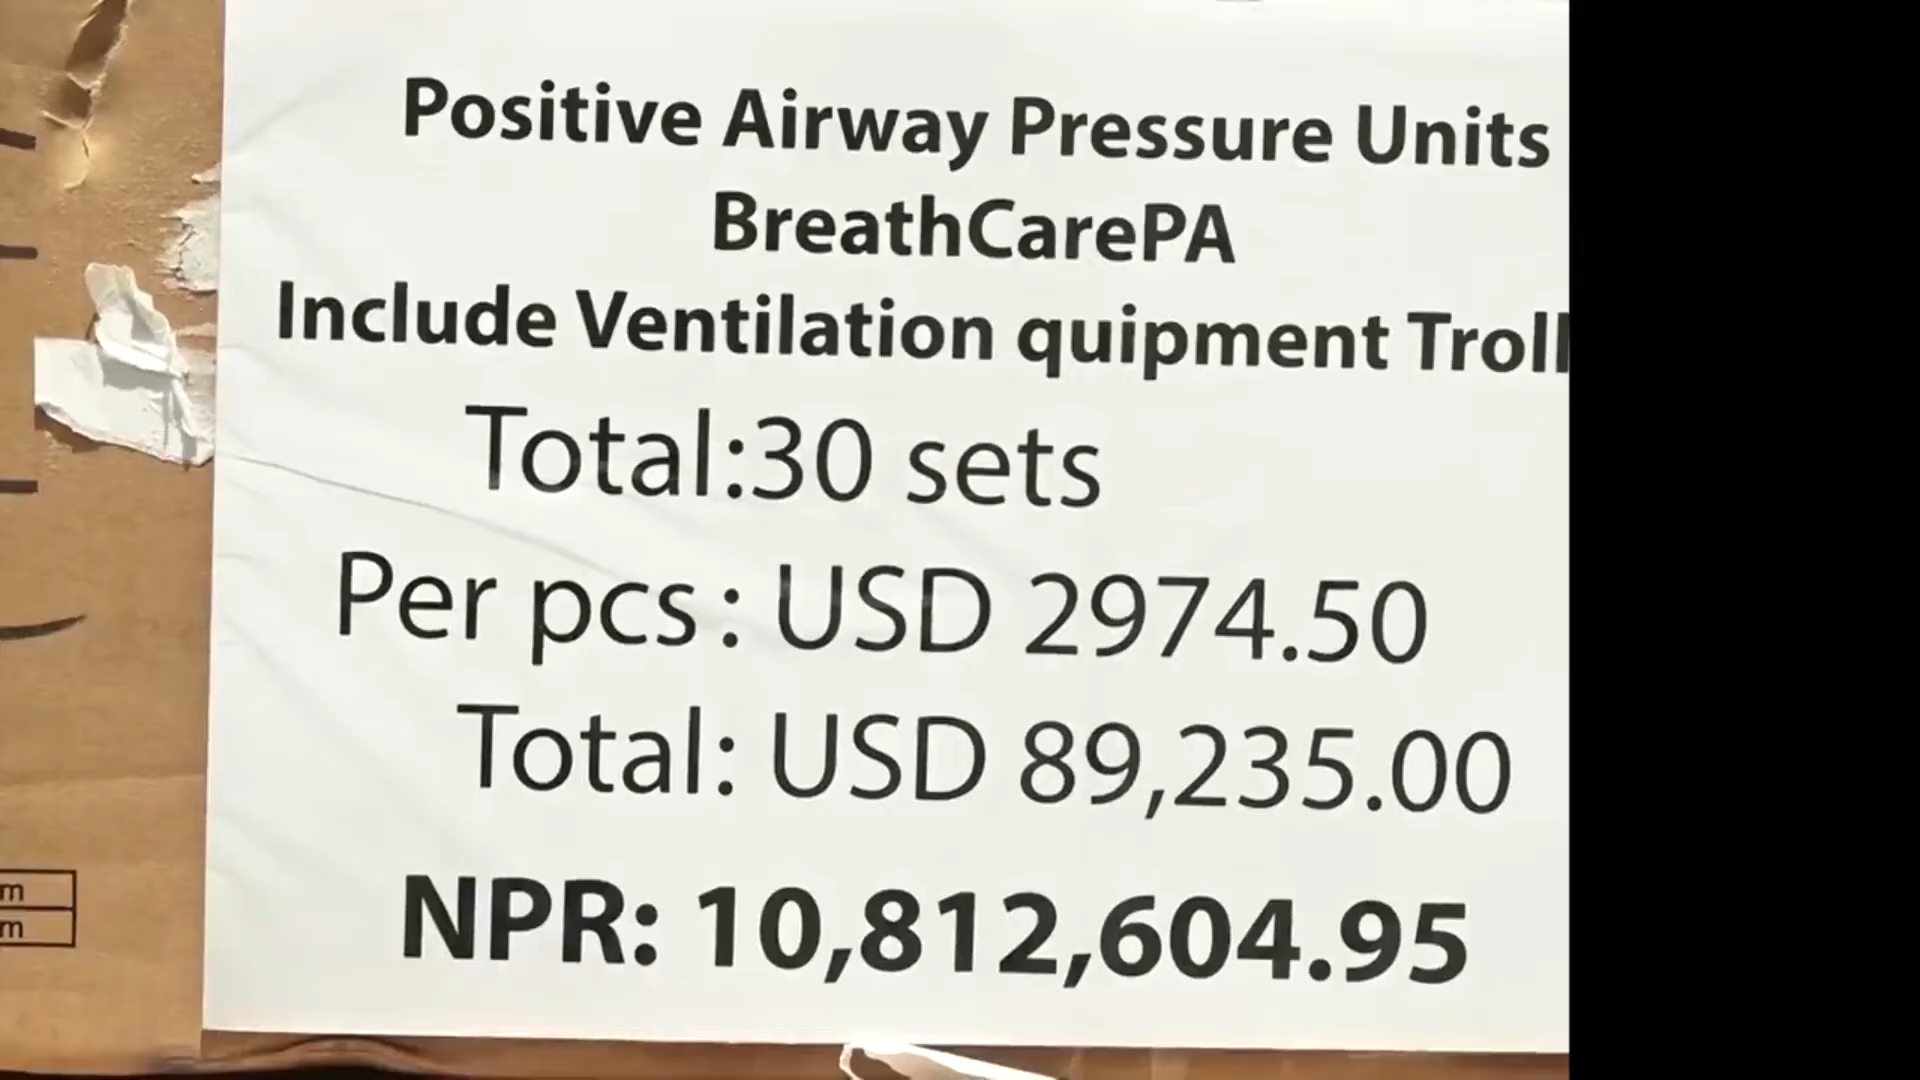 Positive Airway Pressure Units
BreathCarePA
Include Ventilation quipment Troll
Total:30 sets
Per pcs : USD 2974.50
Total: USD 89,235.00
NPR: 10,812,604.95
m
m